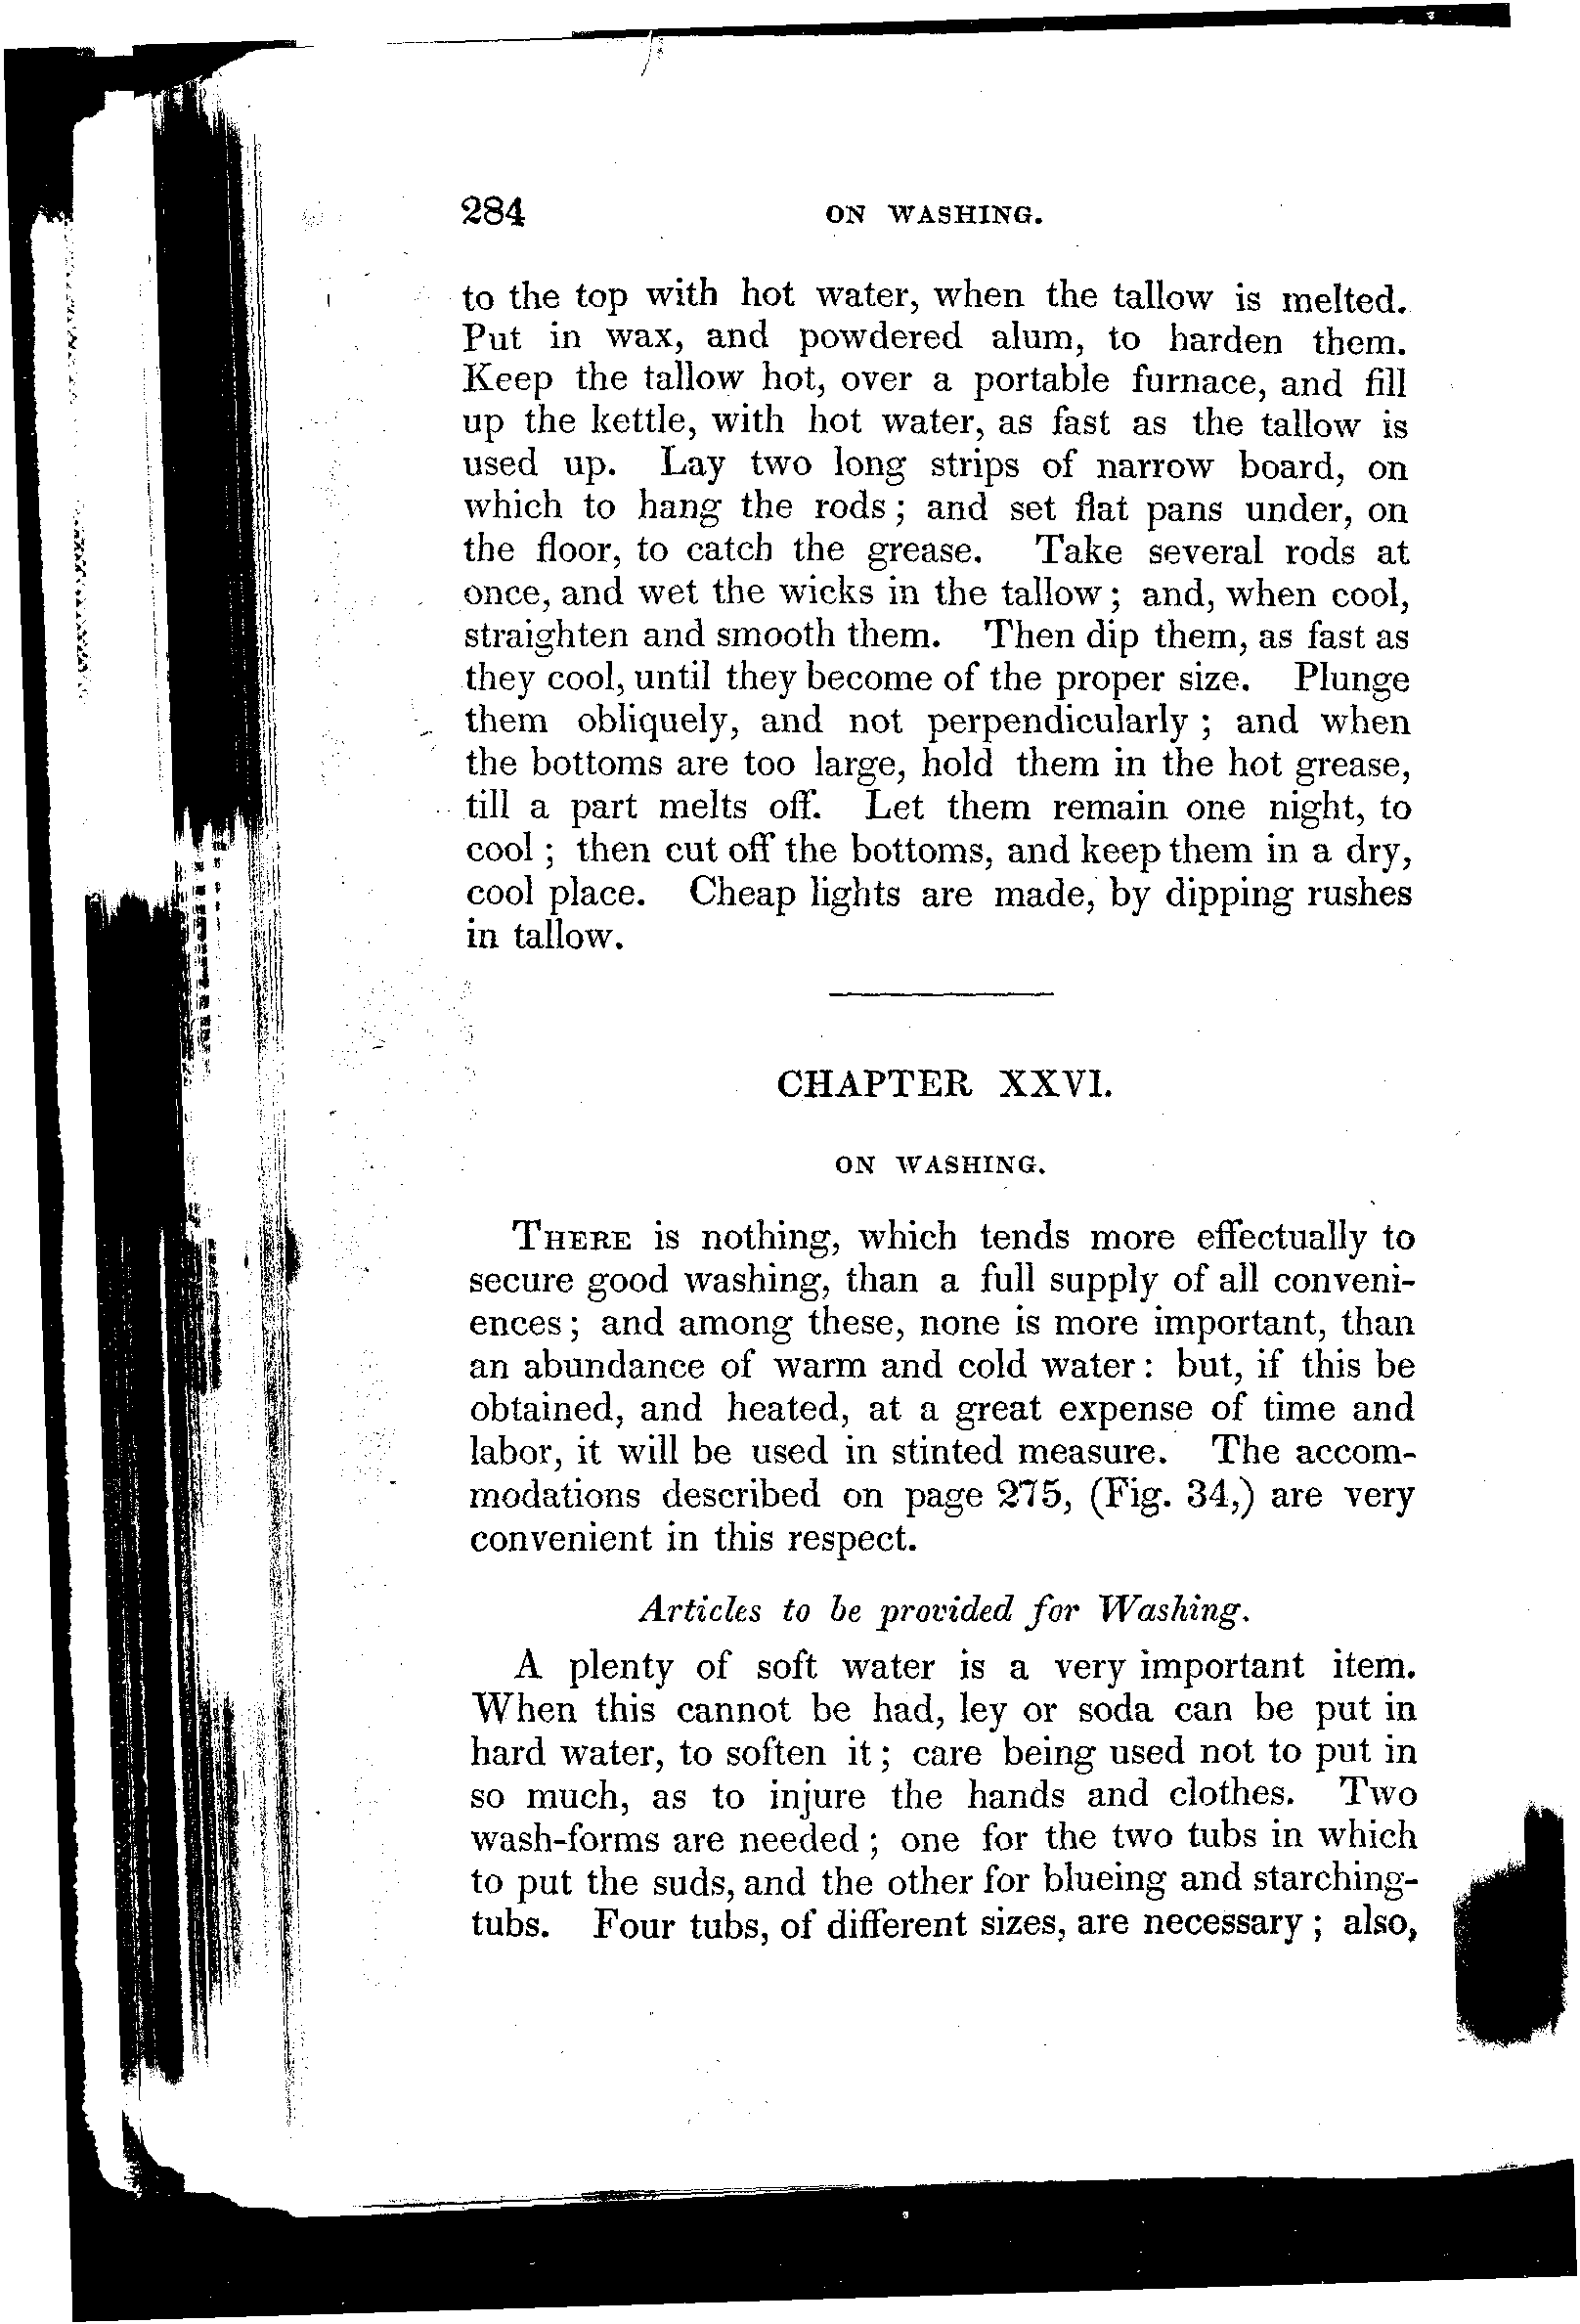 284 ON WASHING.
to the top with hot water, when the tallow is melted.
Put in wax, and powdered alum, to harden them.
Keep the tallow hot, over a portable furnace, and fill
up the kettle, with hot water, as fast as the tallow is
used up. Lay two long strips of narrow board, on
which to hang the rods; and set flat pans under, on
the floor, to catch the grease. Take several rods at
once, and wet the wicks in the tallow; and, when cool,
straighten and smooth them. Then dip them, as fast as
they cool, until they become of the proper size. Plunge
them obliquely, and not perpendicularly; and when
the bottoms are too large, hold them in the hot grease,
till a part melts off. Let them remain one night, to
cool; then cut off the bottoms, and keep them in a dry,
cool place. Cheap lights are made, by dipping rushes
in tallow.
CHAPTER XXVI.
ON WASHING.
THERE is nothing, which tends more effectually to
secure good washing, than a full supply of all conveni-
ences; and among these, none is more important, than
an abundance of warm and cold water: but, if this be
obtained, and heated, at a great expense of time and
labor, it will be used in stinted measure. The accom-
modations described on page 275, (Fig. 34,) are very
convenient in this respect.
Articles to be provided for Washing.
A plenty of soft water is a very important item.
When this cannot be had, ley or soda can be put in
hard water, to soften it; care being used not to put in
so much, as to injure the hands and clothes. Two
wash-forms are needed; one for the two tubs in which
to put the suds, and the other for blueing and starching-
tubs. Four tubs, of different sizes, are necessary; also,